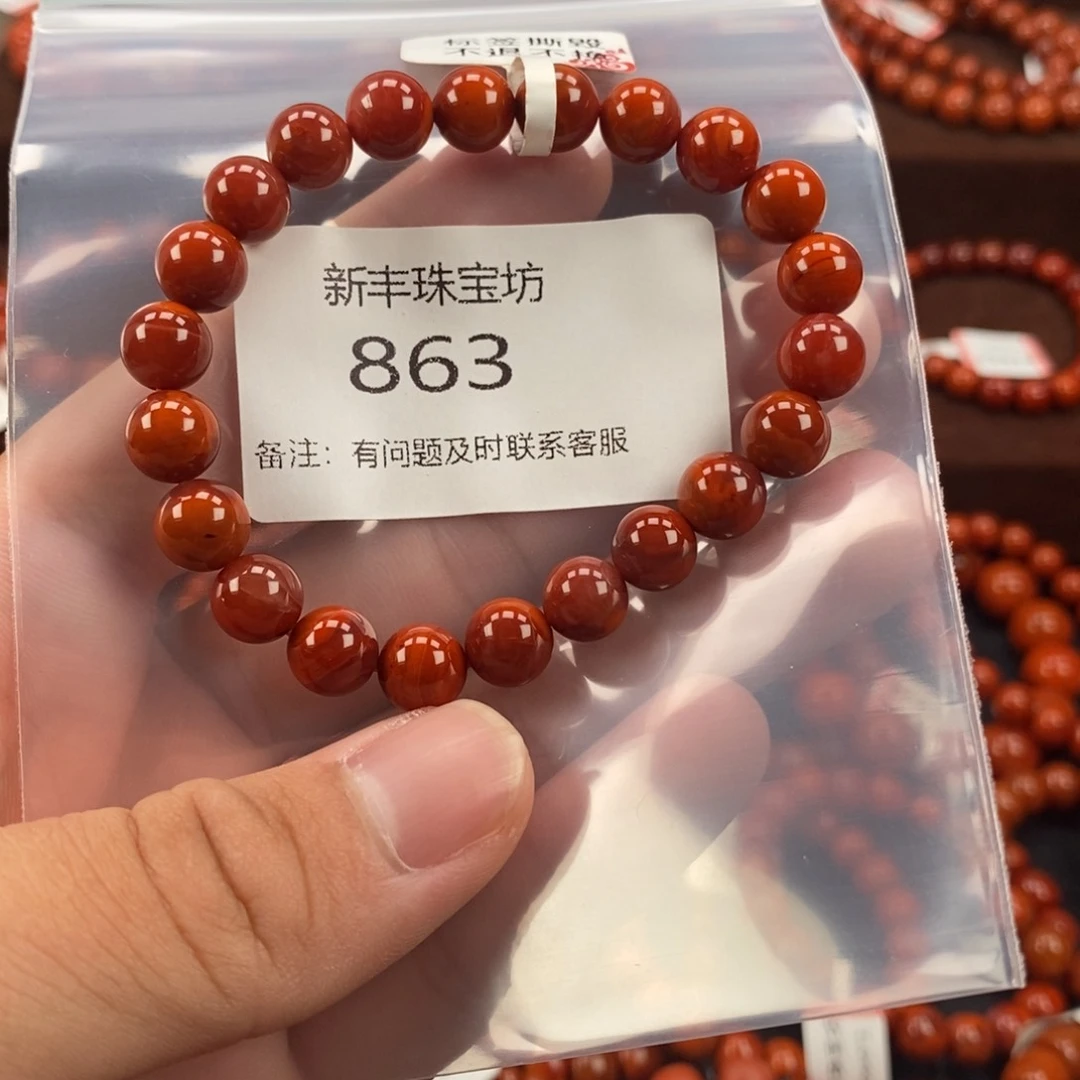 标签撕毁
不退不换
新丰珠宝坊
863
备注：有问题及时联系客服